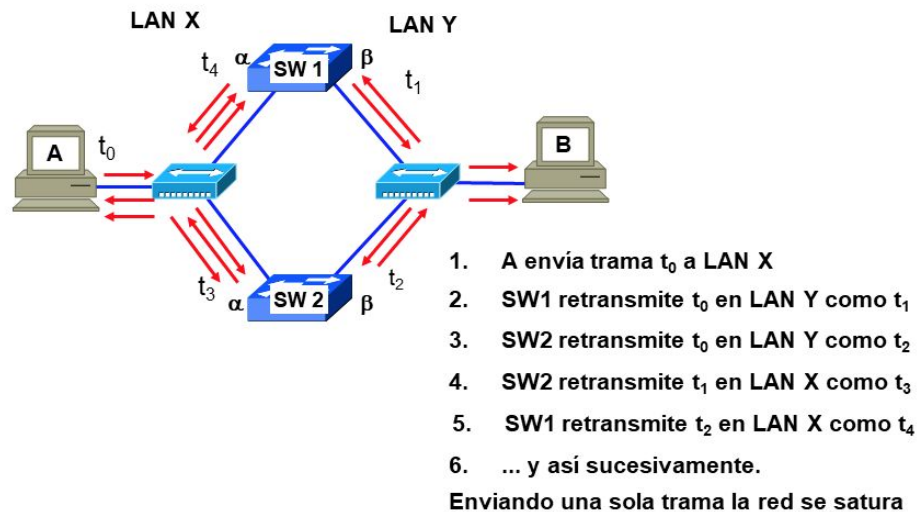 LAN X
LAN Y
t₄
α
SW 1
β
t₁
A
t₀
B
t₃
α
SW 2
β
t₂
1. A envía trama t₀ a LAN X
2. SW1 retransmite t₀ en LAN Y como t₁
3. SW2 retransmite t₀ en LAN Y como t₂
4. SW2 retransmite t₁ en LAN X como t₃
5. SW1 retransmite t₂ en LAN X como t₄
6. ... y así sucesivamente.
Enviando una sola trama la red se satura